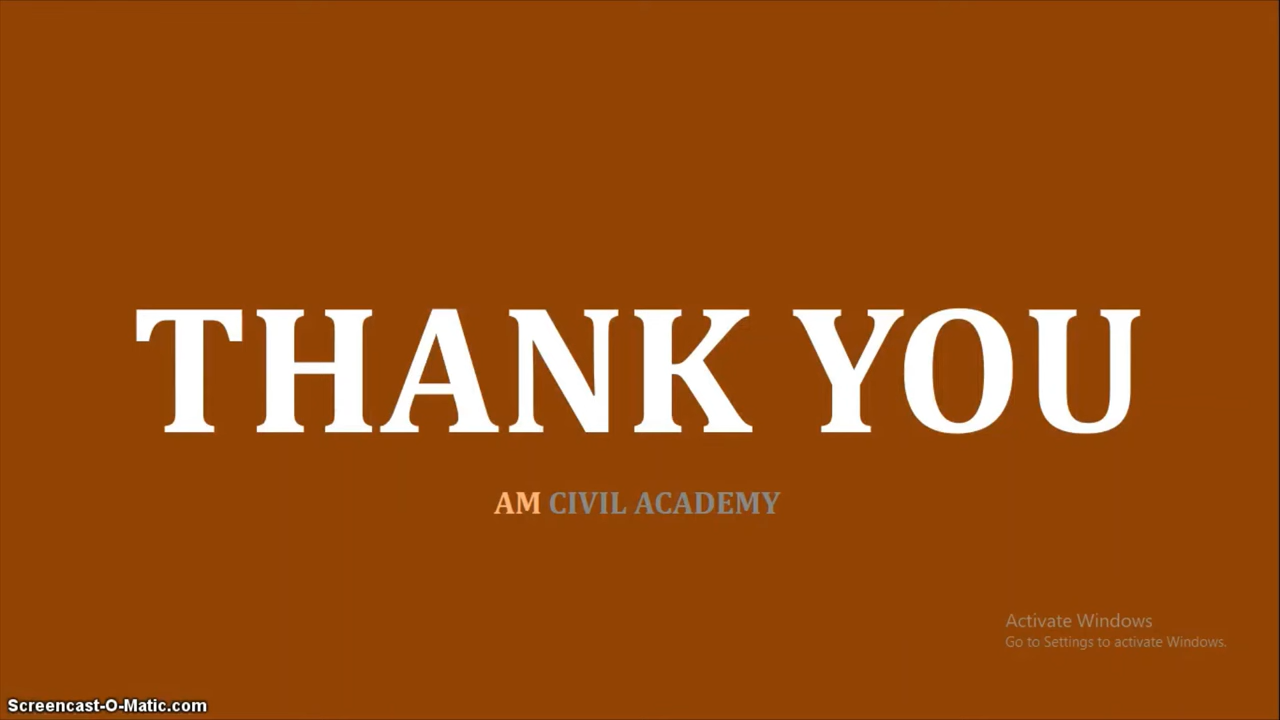 THANK YOU
AM CIVIL ACADEMY
Activate Windows
Go to Settings to activate Windows.
Screencast-O-Matic.com